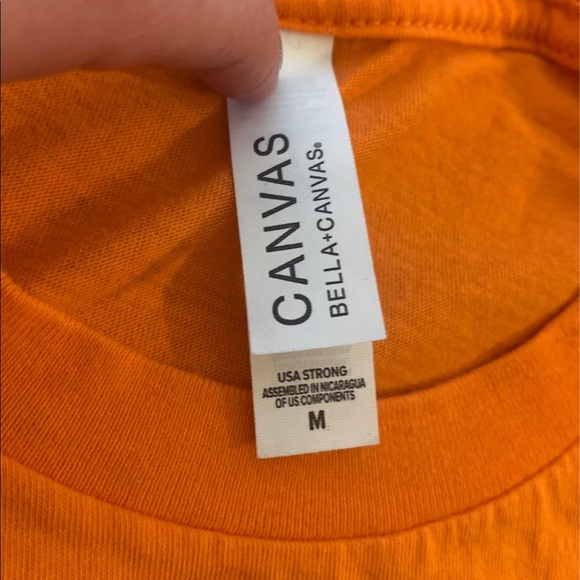 CANVAS
BELLA+CANVAS®
USA STRONG
ASSEMBLED IN NICARAGUA
OF US COMPONENTS
M